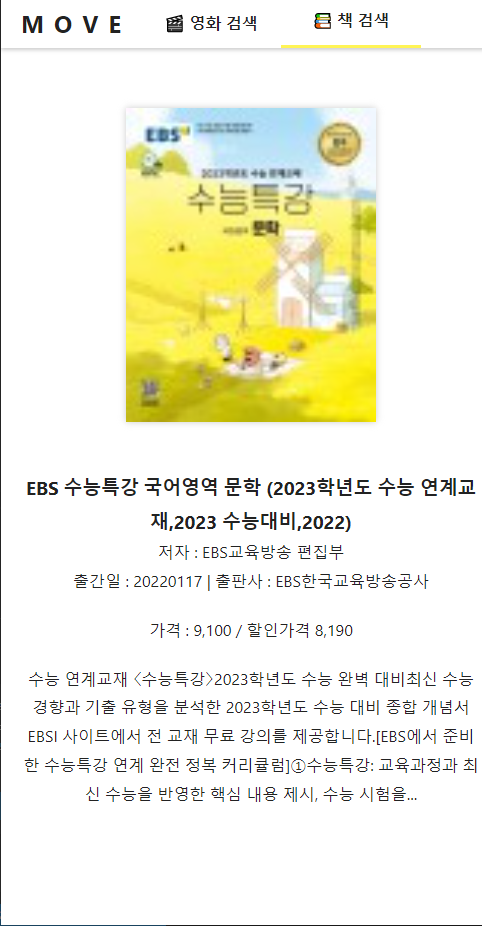 MOVE 영화 검색 책 검색
EBS
2023학년도 수능 연계교재
수능특강
국어영역 문학
EBS 수능특강 국어영역 문학 (2023학년도 수능 연계교
재,2023 수능대비,2022)
저자 : EBS교육방송 편집부
출간일 : 20220117 | 출판사 : EBS한국교육방송공사
가격 : 9,100 / 할인가격 8,190
수능 연계교재 〈수능특강〉2023학년도 수능 완벽 대비최신 수능
경향과 기출 유형을 분석한 2023학년도 수능 대비 종합 개념서
EBSI 사이트에서 전 교재 무료 강의를 제공합니다.[EBS에서 준비
한 수능특강 연계 완전 정복 커리큘럼]①수능특강: 교육과정과 최
신 수능을 반영한 핵심 내용 제시, 수능 시험을...